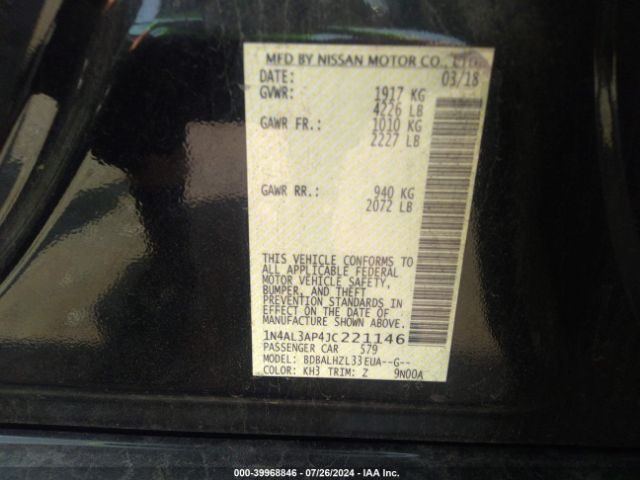 MFD BY NISSAN MOTOR CO., LTD.
DATE: 03/18
GVWR: 1917 KG
4226 LB
GAWR FR.: 1010 KG
2227 LB
GAWR RR.: 940 KG
2072 LB
THIS VEHICLE CONFORMS TO
ALL APPLICABLE FEDERAL
MOTOR VEHICLE SAFETY,
BUMPER, AND THEFT
PREVENTION STANDARDS IN
EFFECT ON THE DATE OF
MANUFACTURE SHOWN ABOVE.
1N4AL3AP4JC221146
PASSENGER CAR 579
MODEL: BDBALHZL33EUA--G--
COLOR: KH3 TRIM: Z 9N00A
000-39968846 - 07/26/2024 - IAA Inc.